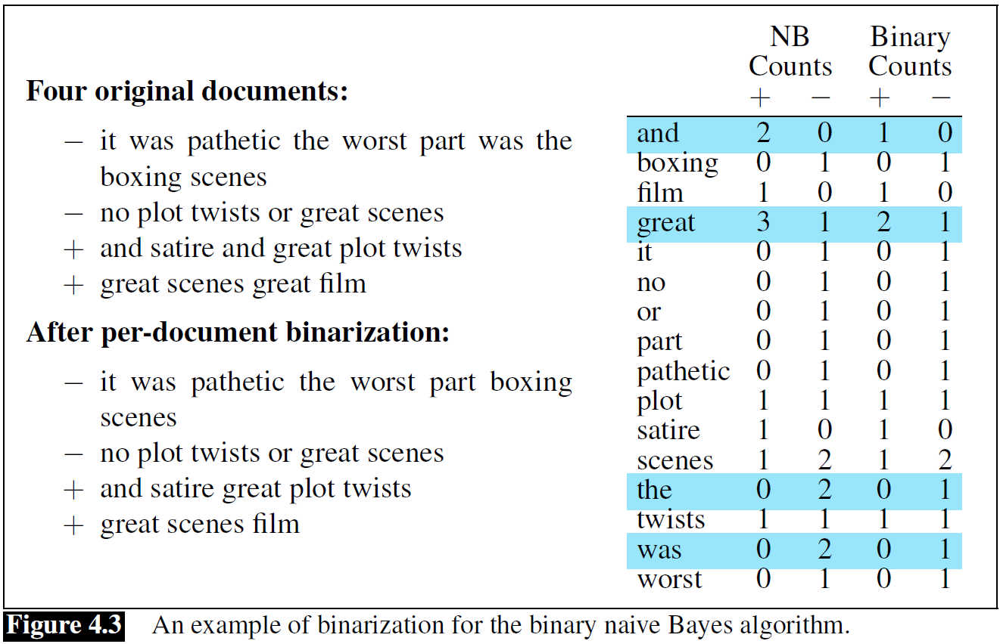 Four original documents:
− it was pathetic the worst part was the
boxing scenes
− no plot twists or great scenes
+ and satire and great plot twists
+ great scenes great film
After per-document binarization:
− it was pathetic the worst part boxing
scenes
− no plot twists or great scenes
+ and satire great plot twists
+ great scenes film
NB Binary
Counts Counts
+ − + −
and 2 0 1 0
boxing 0 1 0 1
film 1 0 1 0
great 3 1 2 1
it 0 1 0 1
no 0 1 0 1
or 0 1 0 1
part 0 1 0 1
pathetic 0 1 0 1
plot 1 1 1 1
satire 1 0 1 0
scenes 1 2 1 2
the 0 2 0 1
twists 1 1 1 1
was 0 2 0 1
worst 0 1 0 1
Figure 4.3 An example of binarization for the binary naive Bayes algorithm.